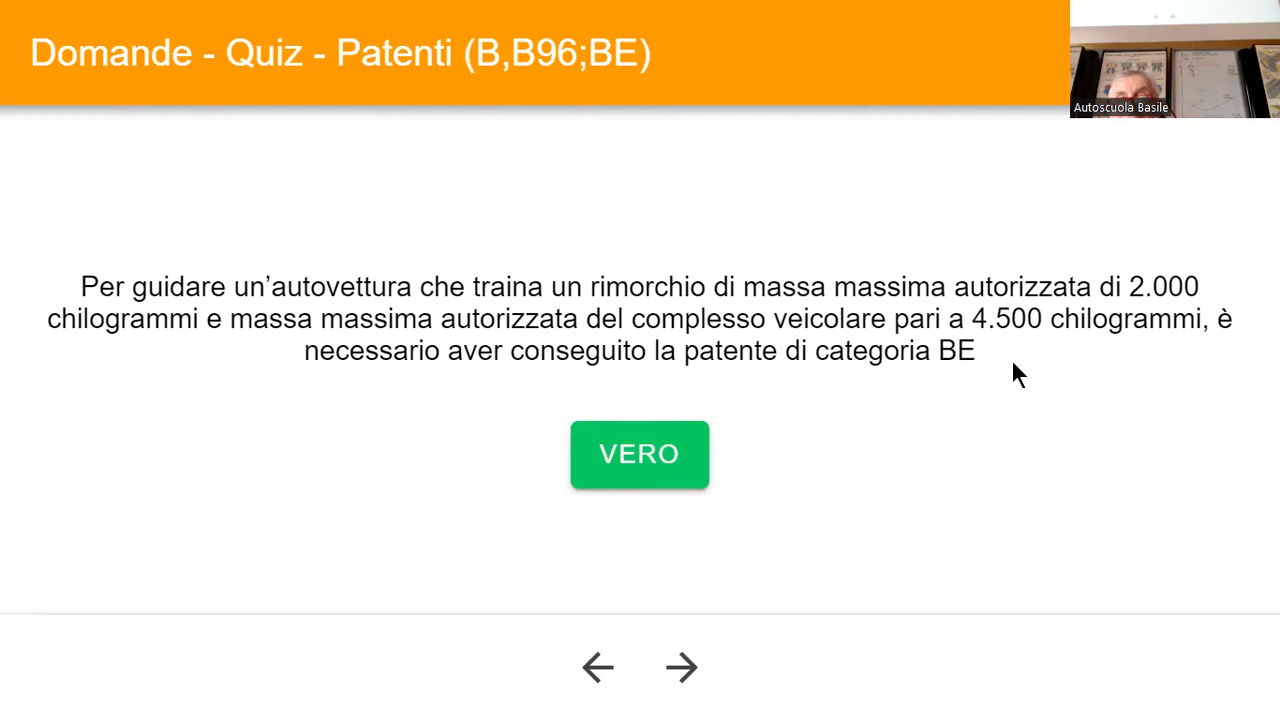 Domande - Quiz - Patenti (B,B96;BE)
Autoscuola Basile
Per guidare un’autovettura che traina un rimorchio di massa massima autorizzata di 2.000
chilogrammi e massa massima autorizzata del complesso veicolare pari a 4.500 chilogrammi, è
necessario aver conseguito la patente di categoria BE
VERO